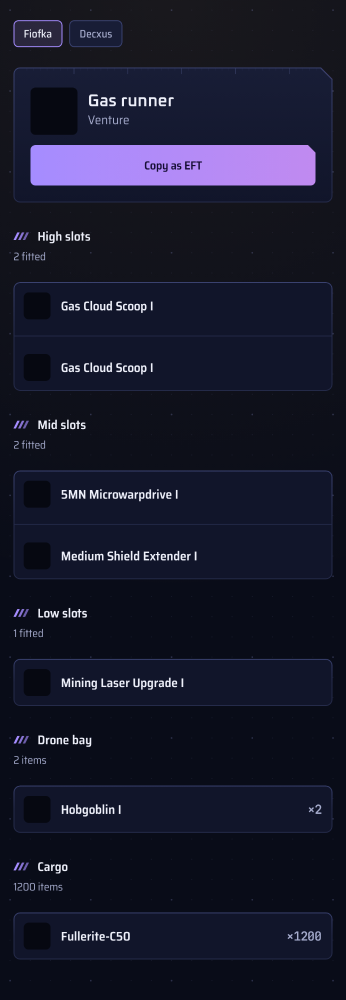 Fiofka
Decxus
Gas runner
Venture
Copy as EFT
High slots
2 fitted
Gas Cloud Scoop I
Gas Cloud Scoop I
Mid slots
2 fitted
5MN Microwarpdrive I
Medium Shield Extender I
Low slots
1 fitted
Mining Laser Upgrade I
Drone bay
2 items
Hobgoblin I ×2
Cargo
1200 items
Fullerite-C50 ×1200